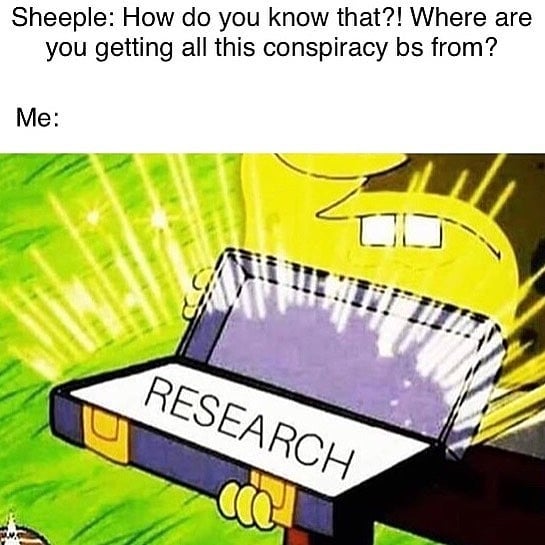 Sheeple: How do you know that?! Where are
you getting all this conspiracy bs from?
Me:
RESEARCH